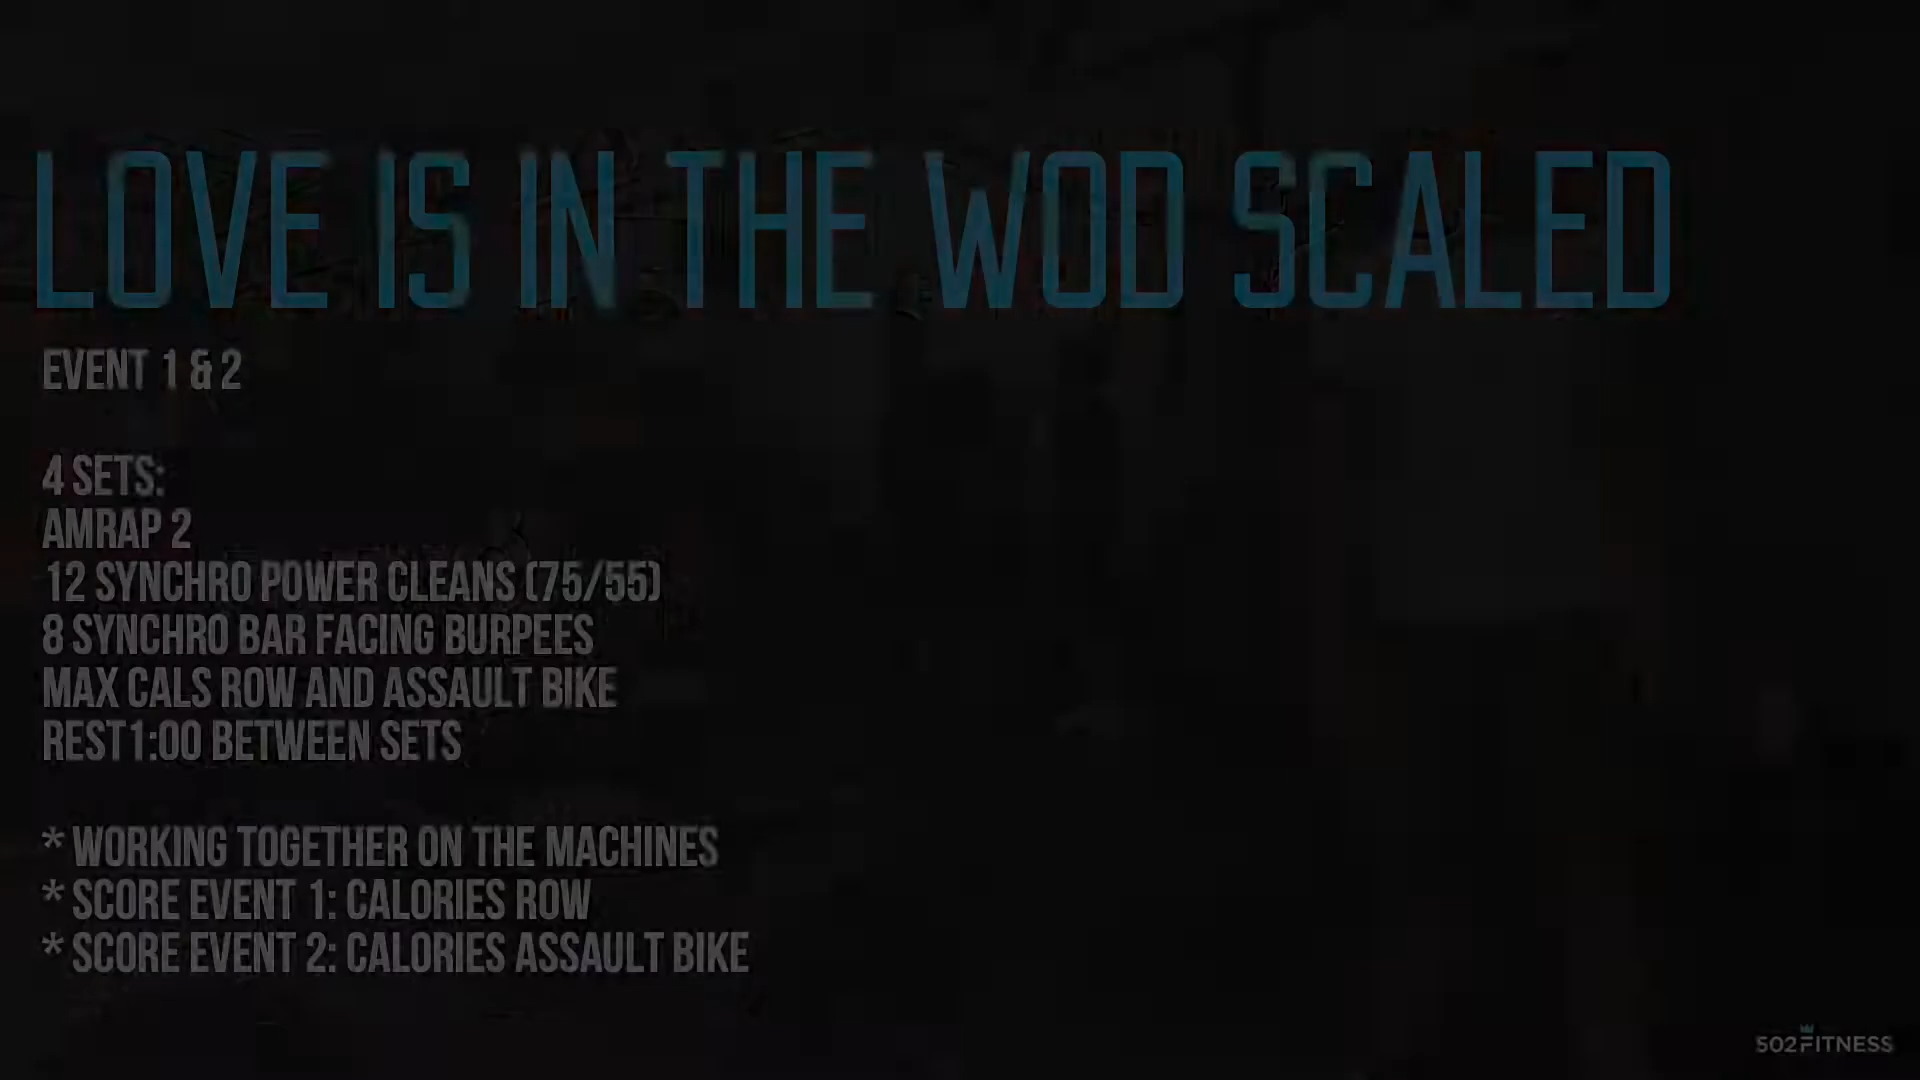 LOVE IS IN THE WOD SCALED
EVENT 1 & 2
4 SETS:
AMRAP 2
12 SYNCHRO POWER CLEANS (75/55)
8 SYNCHRO BAR FACING BURPEES
MAX CALS ROW AND ASSAULT BIKE
REST1:00 BETWEEN SETS
* WORKING TOGETHER ON THE MACHINES
* SCORE EVENT 1: CALORIES ROW
* SCORE EVENT 2: CALORIES ASSAULT BIKE
502FITNESS